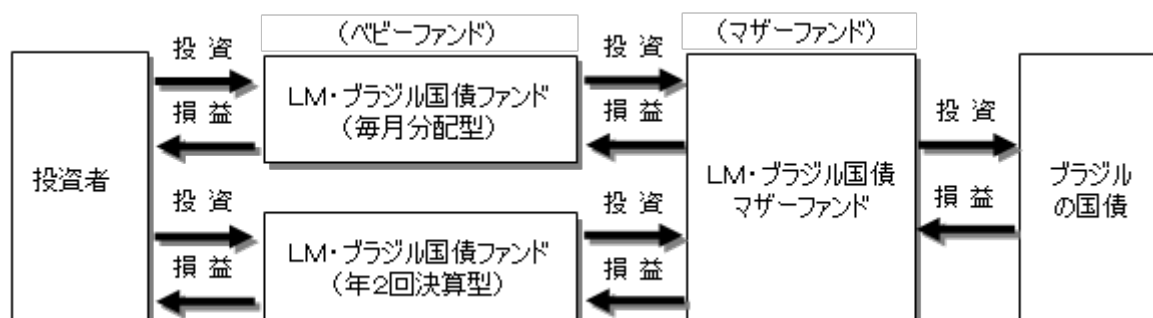 （ベビーファンド）
（マザーファンド）
投資
LM・ブラジル国債ファンド
（毎月分配型）
損益
投資
損益
投資者
投資
損益
LM・ブラジル国債ファンド
（年2回決算型）
投資
損益
LM・ブラジル国債
マザーファンド
投資
損益
ブラジル
の国債